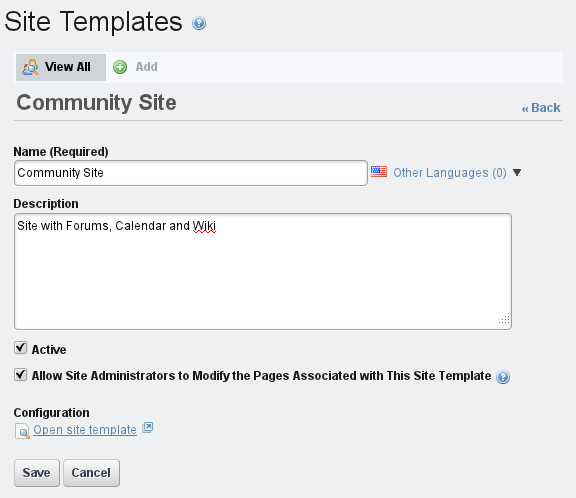 Site Templates
View All Add
Community Site
« Back
Name (Required)
Community Site Other Languages (0)
Description
Site with Forums, Calendar and Wiki
Active
Allow Site Administrators to Modify the Pages Associated with This Site Template
Configuration
Open site template
Save Cancel